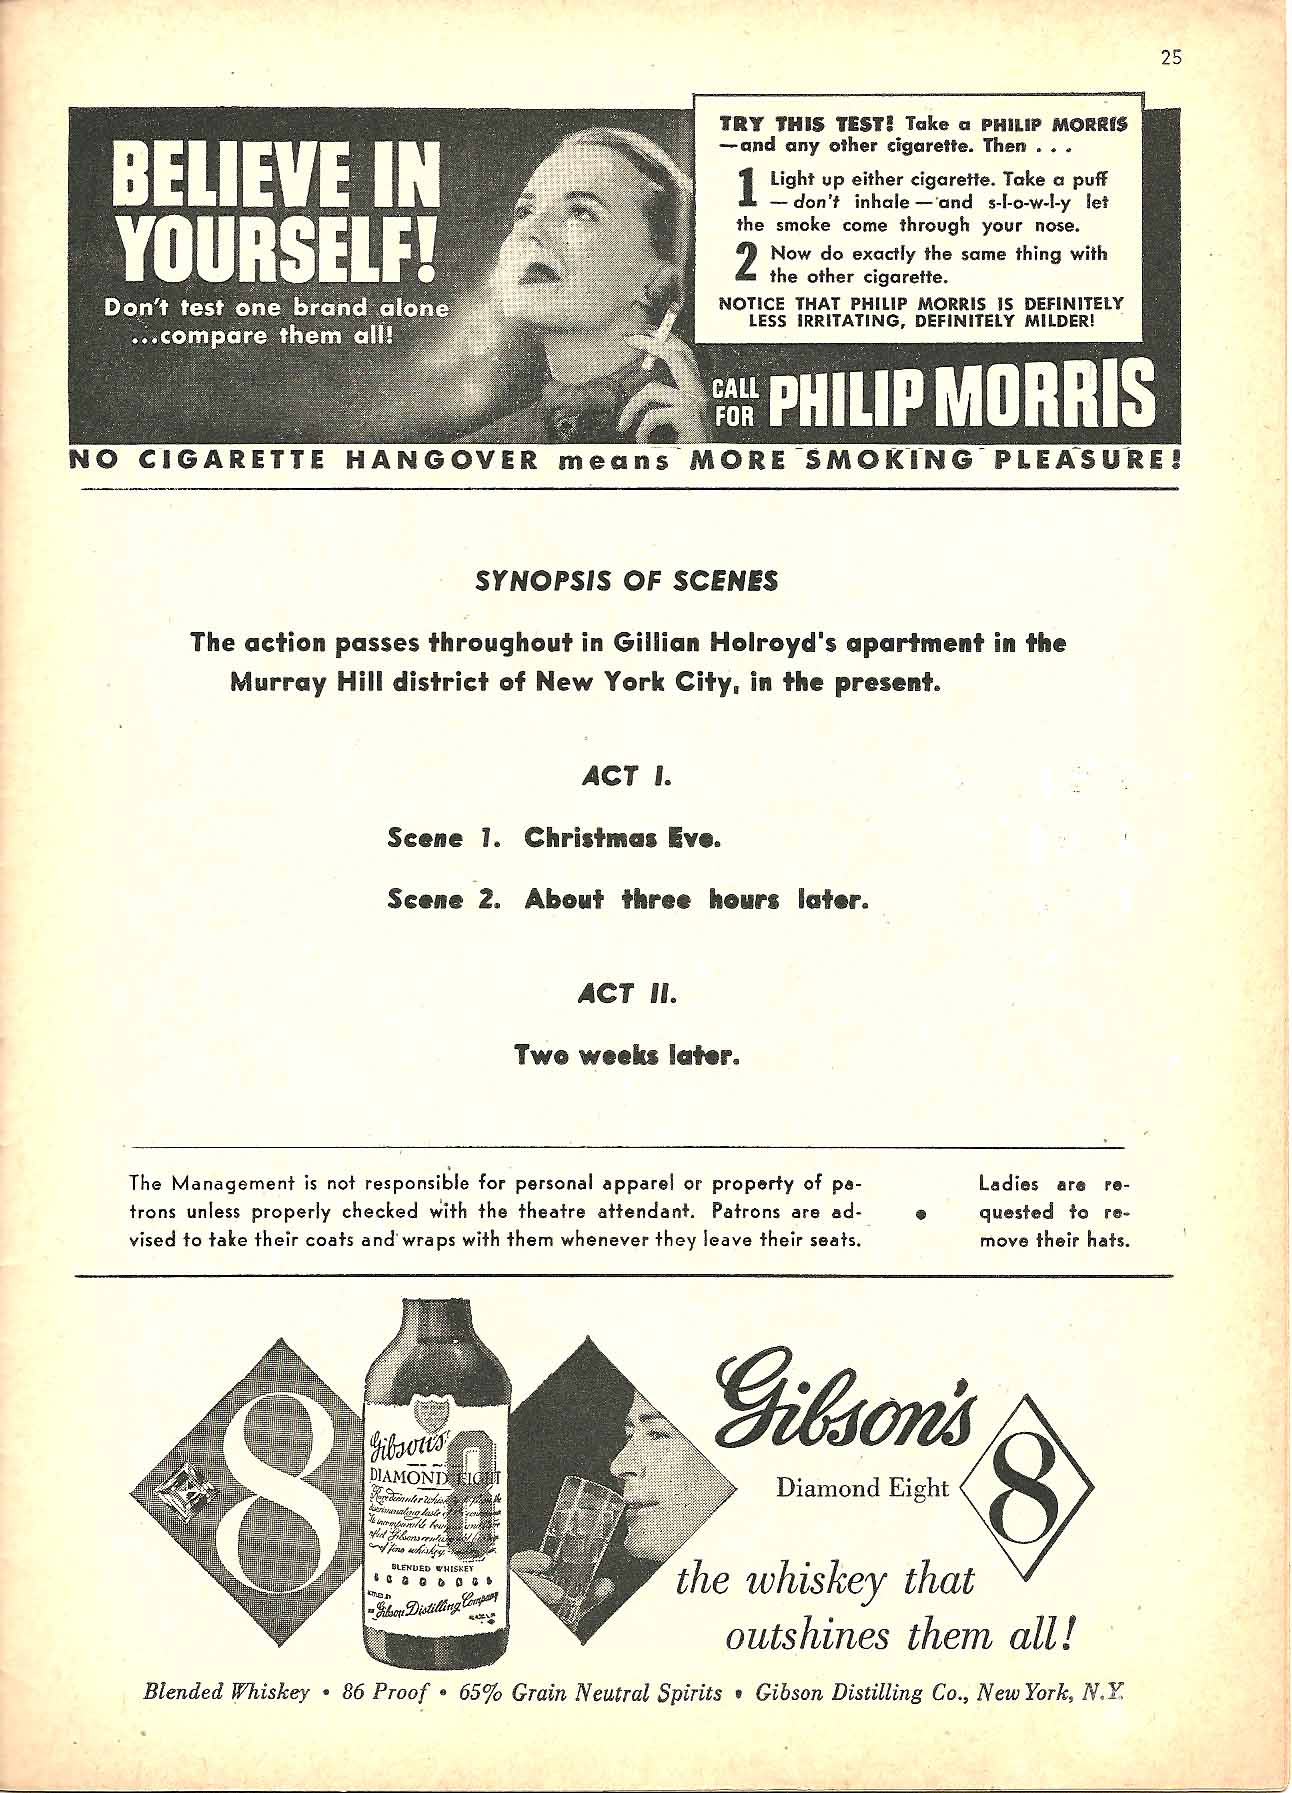 25
BELIEVE IN
YOURSELF!
Don't test one brand alone
...compare them all!
TRY THIS TEST! Take a PHILIP MORRIS
—and any other cigarette. Then . . .
1 Light up either cigarette. Take a puff
— don't inhale — and s-l-o-w-l-y let
the smoke come through your nose.
2 Now do exactly the same thing with
the other cigarette.
NOTICE THAT PHILIP MORRIS IS DEFINITELY
LESS IRRITATING, DEFINITELY MILDER!
CALL FOR PHILIP MORRIS
NO CIGARETTE HANGOVER means MORE SMOKING PLEASURE!
SYNOPSIS OF SCENES
The action passes throughout in Gillian Holroyd's apartment in the
Murray Hill district of New York City, in the present.
ACT I.
Scene 1. Christmas Eve.
Scene 2. About three hours later.
ACT II.
Two weeks later.
The Management is not responsible for personal apparel or property of pa-
trons unless properly checked with the theatre attendant. Patrons are ad-
vised to take their coats and wraps with them whenever they leave their seats.
•
Ladies are re-
quested to re-
move their hats.
8
Gibson's
DIAMOND EIGHT
of fine whiskey.
BLENDED WHISKEY
Gibson Distilling Company
Gibson's
Diamond Eight
8
the whiskey that
outshines them all!
Blended Whiskey • 86 Proof • 65% Grain Neutral Spirits • Gibson Distilling Co., New York, N.Y.